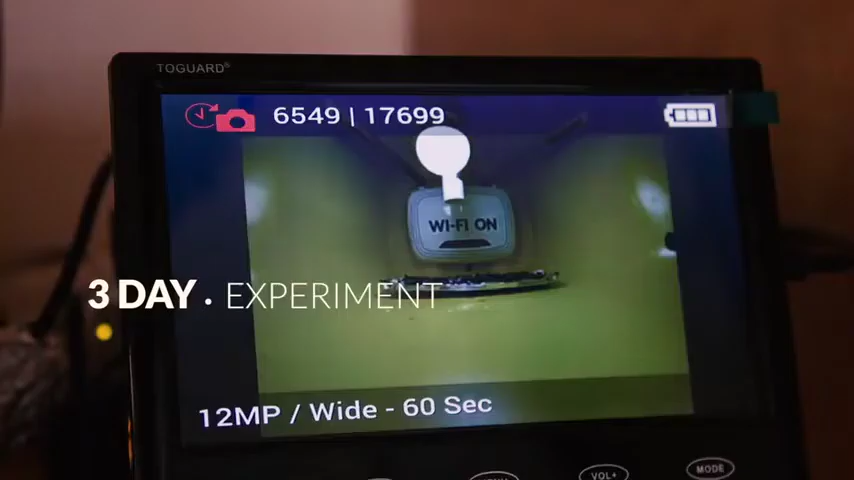 TOGUARD®
6549 | 17699
WI-FI ON
3 DAY . EXPERIMENT
12MP / Wide - 60 Sec
VOL+
MODE